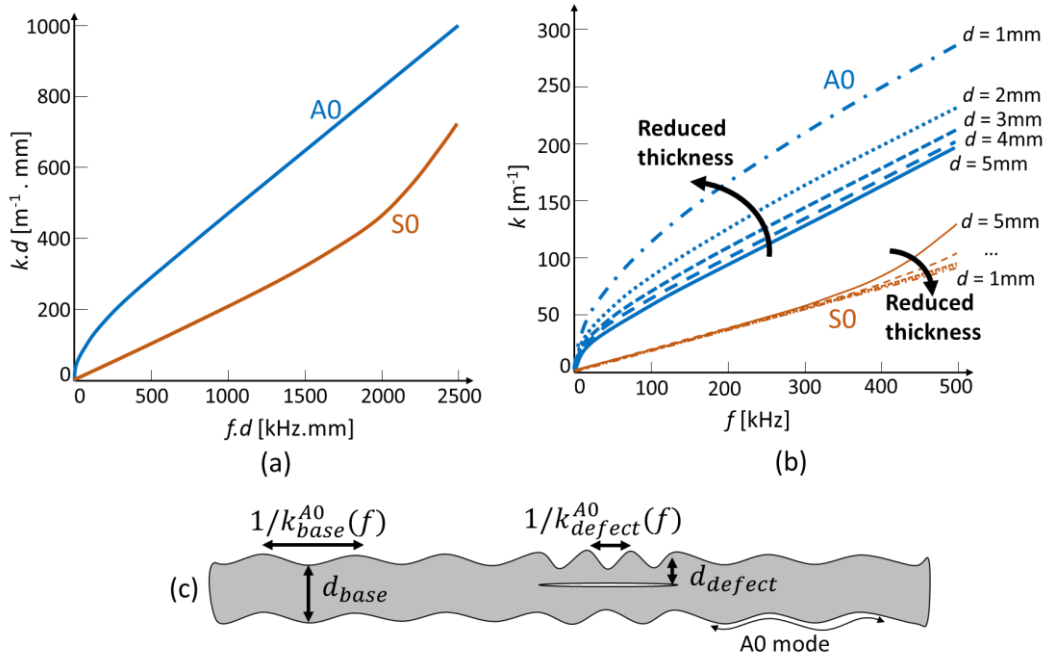 1000
800
600
400
200
0
k.d [m⁻¹ . mm]
A0
S0
0 500 1000 1500 2000 2500
f.d [kHz.mm]
(a)
300
250
200
150
100
50
0
k [m⁻¹]
A0
Reduced
thickness
d = 1mm
d = 2mm
d = 3mm
d = 4mm
d = 5mm
d = 5mm
...
d = 1mm
S0
Reduced
thickness
0 100 200 300 400 500
f [kHz]
(b)
1/k_{base}^{A0}(f)
1/k_{defect}^{A0}(f)
(c)
d_{base}
d_{defect}
A0 mode